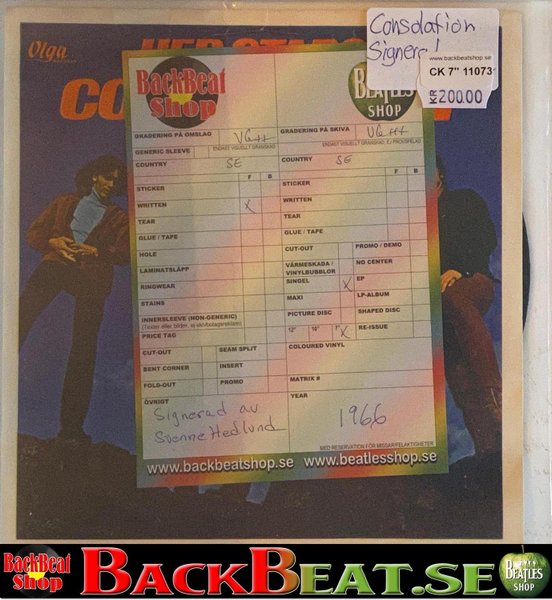 Olga
CO
Consolation
Signerad
www.backbeatshop.se
CK 7" 11073
KR 200.00
BackBeat
Shop
BEATLES
SHOP
GRADERING PÅ OMSLAG VG++
GRADERING PÅ SKIVA VG+++
GENERIC SLEEVE
ENDAST VISUELLT GRANSKAD
ENDAST VISUELLT GRANSKAD, EJ PROVSPELAD
COUNTRY SE
COUNTRY SE
F B
STICKER
WRITTEN X
TEAR
GLUE / TAPE
HOLE
LAMINATSLÄPP
RINGWEAR
STAINS
INNERSLEEVE (NON-GENERIC)
(Texten eller bilder, ej skivbolagsreklam)
PRICE TAG
CUT-OUT
SEAM SPLIT
BENT CORNER
INSERT
FOLD-OUT
PROMO
ÖVRIGT
Signerad av
Svenne Hedlund
F B
STICKER
WRITTEN
TEAR
GLUE / TAPE
CUT-OUT
PROMO / DEMO
VÄRMESKADA /
VINYLBUBBLOR
NO CENTER
SINGEL X
EP
MAXI
LP-ALBUM
PICTURE DISC
SHAPED DISC
12" 10" 7" X
RE-ISSUE
COLOURED VINYL
MATRIX #
YEAR
1966
MED RESERVATION FÖR MISSAR/FELAKTIGHETER
www.backbeatshop.se www.beatlesshop.se
BackBeat
Shop
BACKBEAT.SE
BEATLES
SHOP